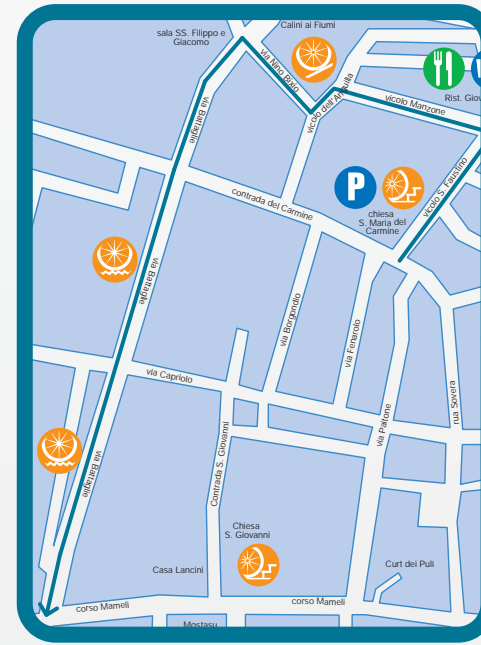 Calini ai Fiumi
sala SS. Filippo e
Giacomo
via Nino Bixio
vicolo dell'Anguilla
vicolo Manzone
Rist. Giov
via Battaglie
P
contrada del Carmine
chiesa
S. Maria del
Carmine
vicolo S. Faustino
via Battaglie
via Borgondio
via Fenarolo
via Capriolo
via Paitone
rua Sovera
via Battaglie
Contrada S. Giovanni
Chiesa
S. Giovanni
Casa Lancini
Curt dei Puli
corso Mameli
corso Mameli
Mostasu